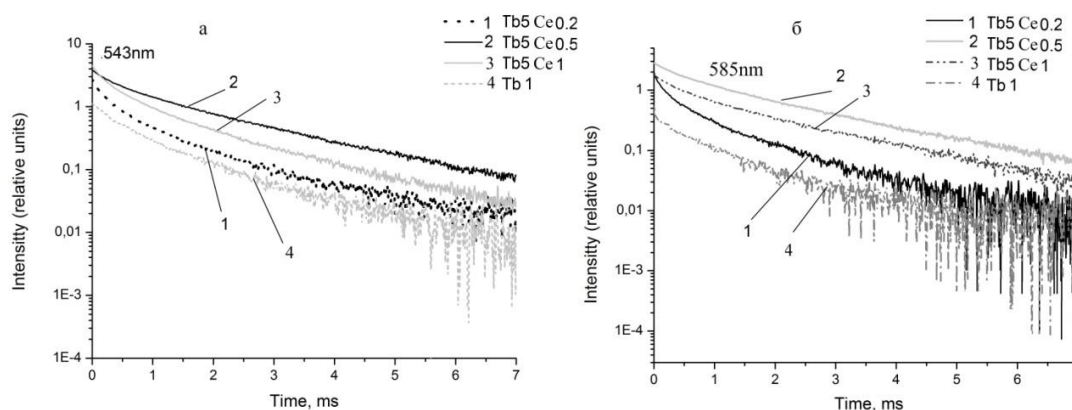 а
.543nm
1 Tb5 Ce0.2
2 Tb5 Ce0.5
3 Tb5 Ce 1
4 Tb 1
Intensitty (relative units)
10
1
0,1
0,01
1E-3
1E-4
2
3
1
4
0 1 2 3 4 5 6 7
Time, ms
б
585nm
1 Tb5 Ce0.2
2 Tb5 Ce0.5
3 Tb5 Ce 1
4 Tb 1
Intensitty (relative units)
1
0,1
0,01
1E-3
1E-4
2
3
1
4
0 1 2 3 4 5 6
Time, ms